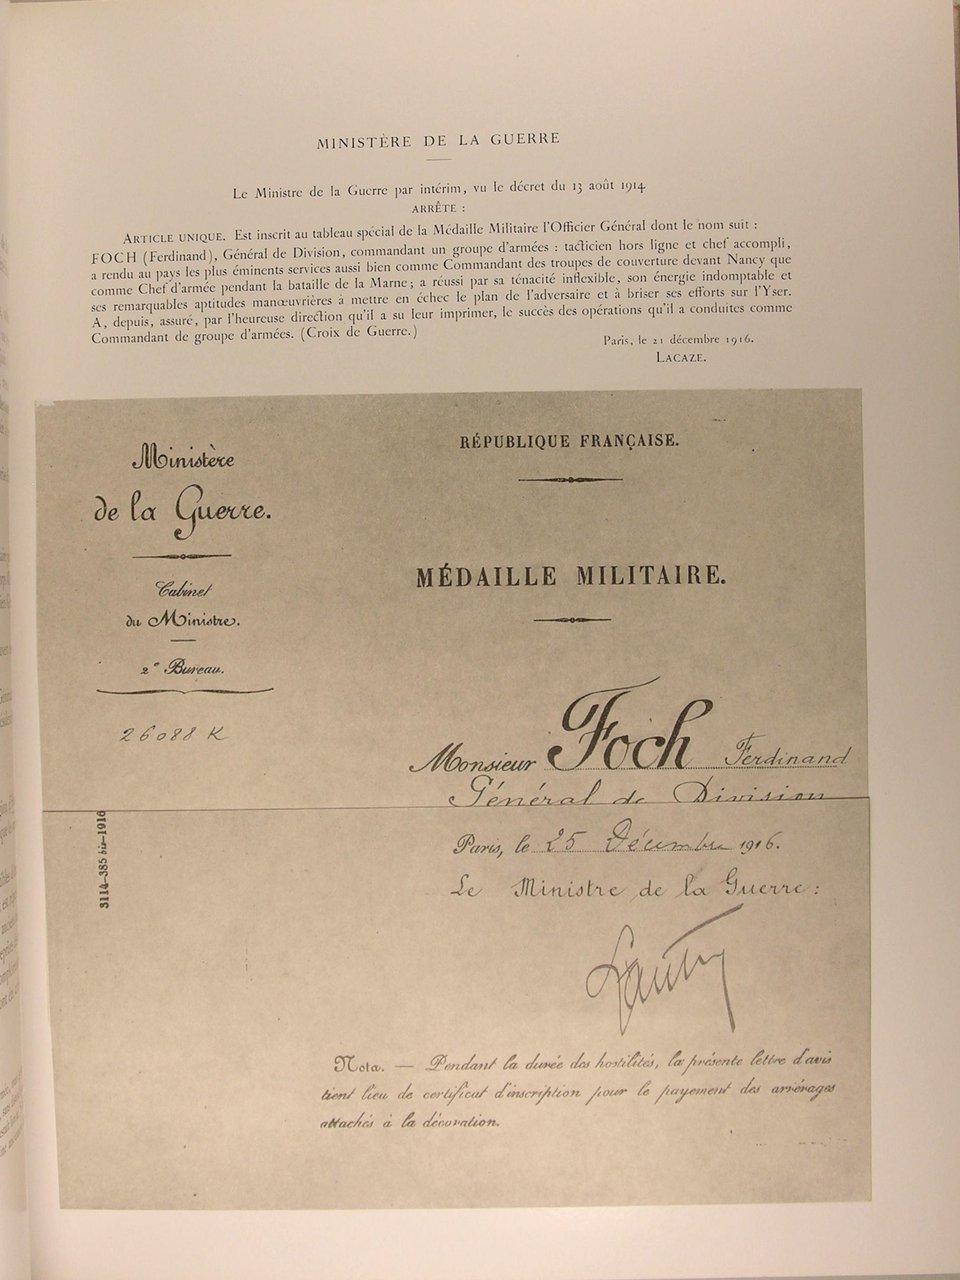 MINISTÈRE DE LA GUERRE
Le Ministre de la Guerre par intérim, vu le décret du 13 août 1914
ARRÊTE :
ARTICLE UNIQUE. Est inscrit au tableau spécial de la Médaille Militaire l'Officier Général dont le nom suit :
FOCH (Ferdinand), Général de Division, commandant un groupe d'armées : tacticien hors ligne et chef accompli,
a rendu au pays les plus éminents services aussi bien comme Commandant des troupes de couverture devant Nancy que
comme Chef d'armée pendant la bataille de la Marne ; a réussi par sa ténacité inflexible, son énergie indomptable et
ses remarquables aptitudes manœuvrières à mettre en échec le plan de l'adversaire et à briser ses efforts sur l'Yser.
A, depuis, assuré, par l'heureuse direction qu'il a su leur imprimer, le succès des opérations qu'il a conduites comme
Commandant de groupe d'armées. (Croix de Guerre.)
Paris, le 21 décembre 1916.
LACAZE.
Ministère
de la Guerre.
Cabinet
du Ministre.
2e Bureau.
26088 K
RÉPUBLIQUE FRANÇAISE.
MÉDAILLE MILITAIRE.
Monsieur Foch Ferdinand
Général de Division
3114-385 bis-1916
Paris, le 25 Décembre 1916.
Le Ministre de la Guerre :
Nota. — Pendant la durée des hostilités, la présente lettre d'avis
tient lieu de certificat d'inscription pour le payement des arrérages
attachés à la décoration.